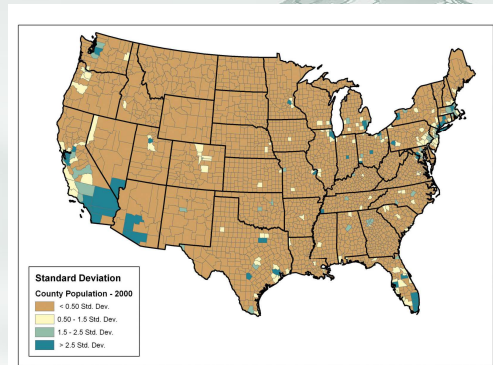 Standard Deviation
County Population - 2000
< 0.50 Std. Dev.
0.50 - 1.5 Std. Dev.
1.5 - 2.5 Std. Dev.
> 2.5 Std. Dev.